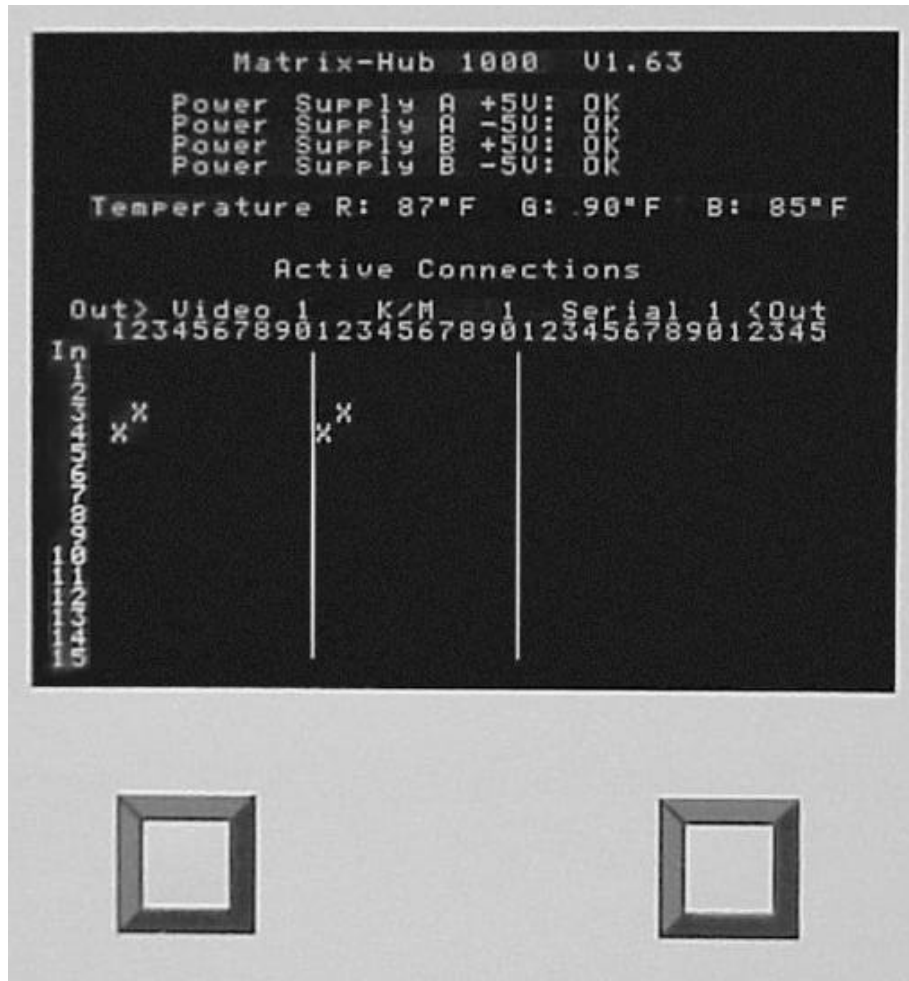 Matrix-Hub 1000 V1.63
Power Supply A +5V: OK
Power Supply A -5V: OK
Power Supply B +5V: OK
Power Supply B -5V: OK
Temperature R: 87°F G: 90°F B: 85°F
Active Connections
Out> Video 1 K/M 1 Serial 1 <Out
1234567890123456789012345678901 2345
In
1
2
3 X X
4 X X
5
6
7
8
9
10
11
12
13
14
15